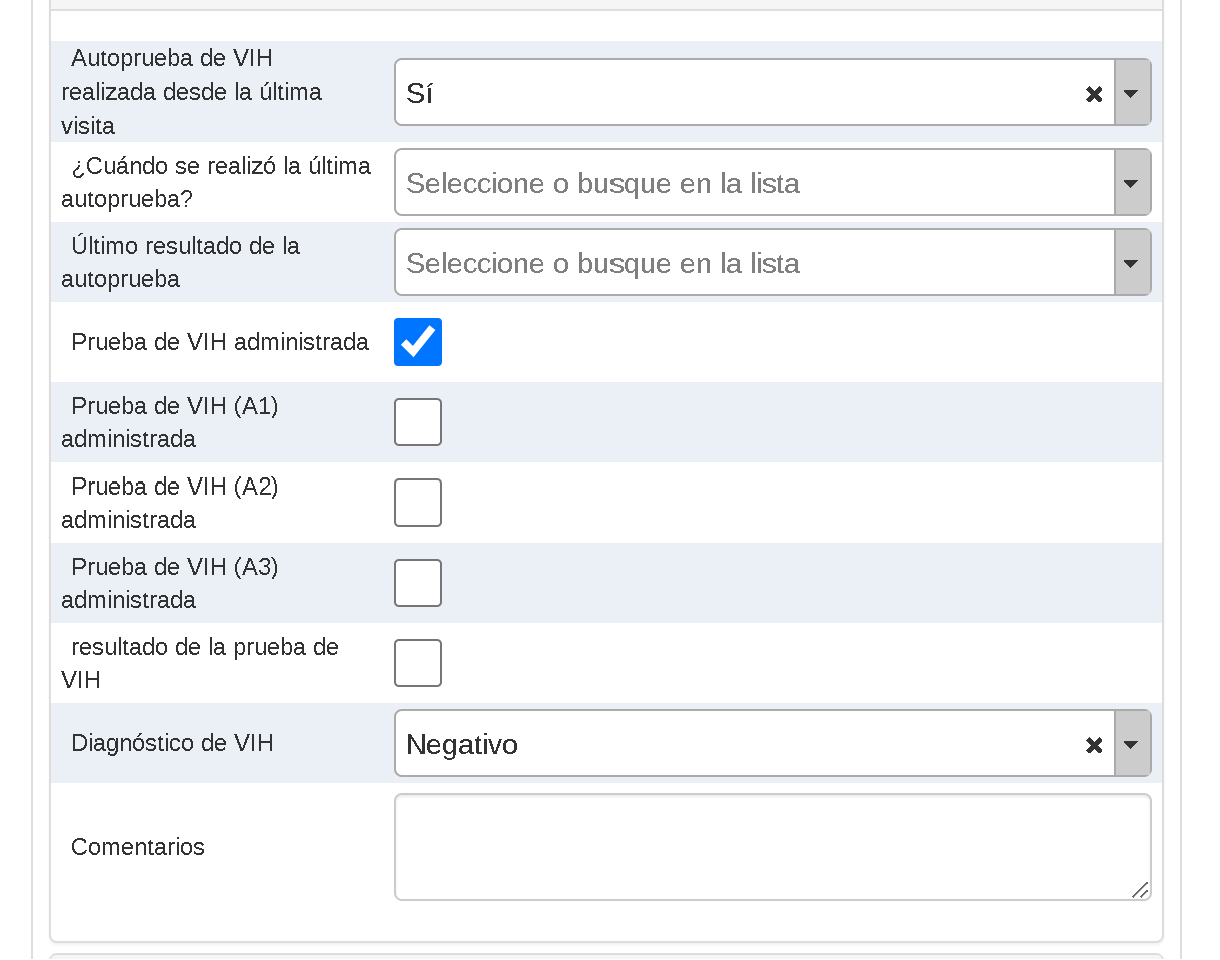 Autoprueba de VIH
realizada desde la última
visita
Sí
¿Cuándo se realizó la última
autoprueba?
Seleccione o busque en la lista
Último resultado de la
autoprueba
Seleccione o busque en la lista
Prueba de VIH administrada
Prueba de VIH (A1)
administrada
Prueba de VIH (A2)
administrada
Prueba de VIH (A3)
administrada
resultado de la prueba de
VIH
Diagnóstico de VIH
Negativo
Comentarios